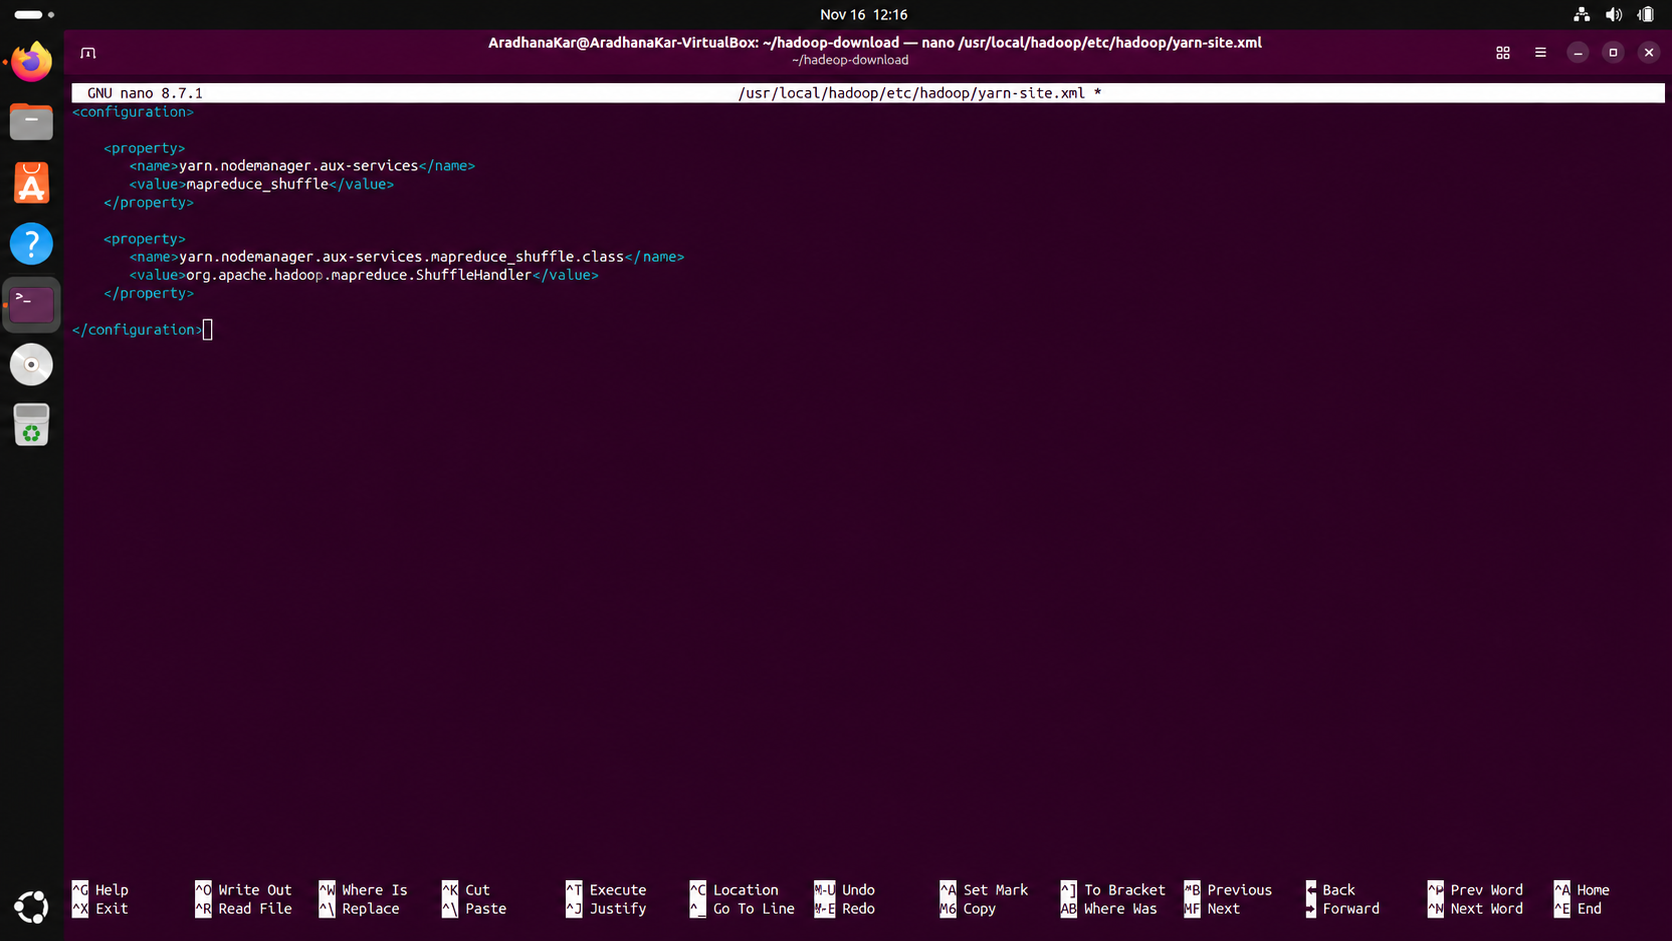 Nov 16 12:16
AradhanaKar@AradhanaKar-VirtualBox: ~/hadoop-download — nano /usr/local/hadoop/etc/hadoop/yarn-site.xml
~/hadeop-download
GNU nano 8.7.1 /usr/local/hadoop/etc/hadoop/yarn-site.xml *
<configuration>
<property>
<name>yarn.nodemanager.aux-services</name>
<value>mapreduce_shuffle</value>
</property>
<property>
<name>yarn.nodemanager.aux-services.mapreduce_shuffle.class</name>
<value>org.apache.hadoop.mapreduce.ShuffleHandler</value>
</property>
</configuration>
^G Help ^O Write Out ^W Where Is ^K Cut ^T Execute ^C Location M-U Undo ^A Set Mark ^] To Bracket ^B Previous Back Prev Word ^A Home
^X Exit ^R Read File ^\ Replace ^\ Paste ^J Justify ^_ Go To Line M-E Redo M6 Copy AB Where Was MF Next Forward ^N Next Word ^E End